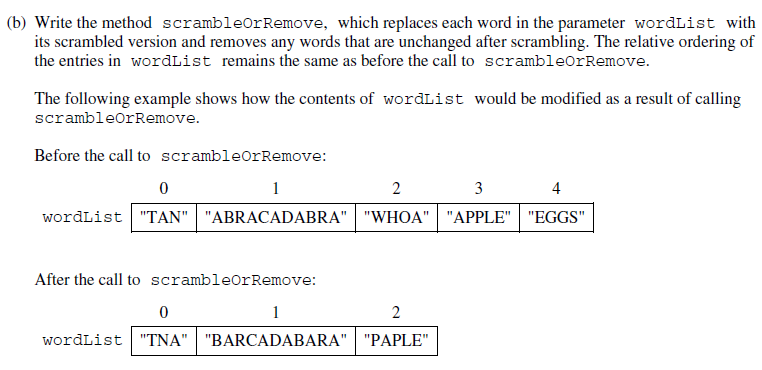 (b) Write the method scrambleOrRemove, which replaces each word in the parameter wordList with
its scrambled version and removes any words that are unchanged after scrambling. The relative ordering of
the entries in wordList remains the same as before the call to scrambleOrRemove.
The following example shows how the contents of wordList would be modified as a result of calling
scrambleOrRemove.
Before the call to scrambleOrRemove:
0 1 2 3 4
wordList "TAN" "ABRACADABRA" "WHOA" "APPLE" "EGGS"
After the call to scrambleOrRemove:
0 1 2
wordList "TNA" "BARCADABARA" "PAPLE"